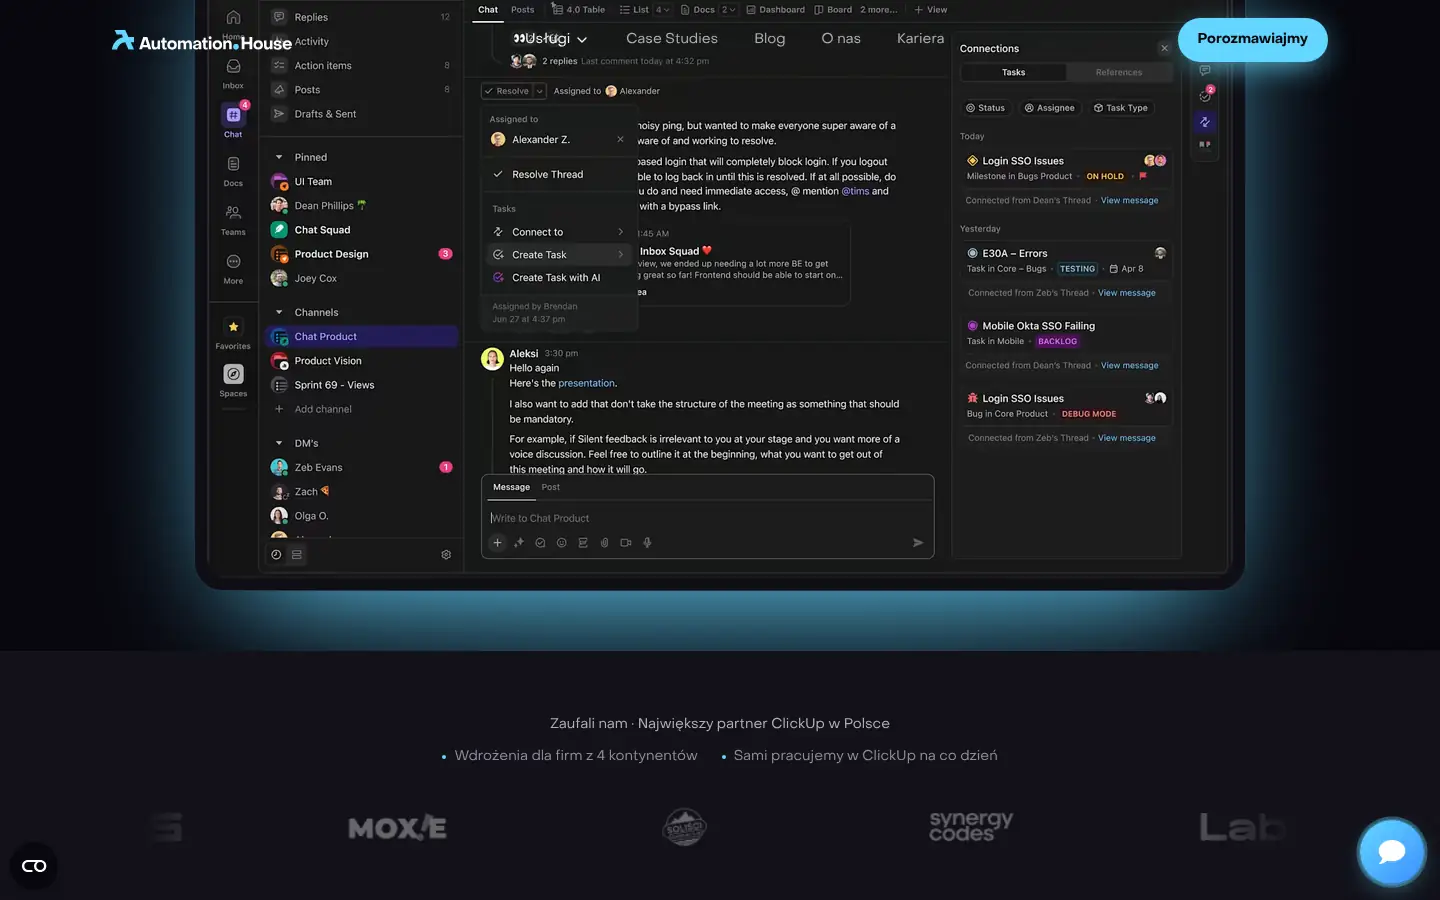 Automation.House
Usługi
Case Studies
Blog
O nas
Kariera
Porozmawiajmy
Home
Inbox
4
Chat
Docs
Teams
More
Favorites
Spaces
Replies 12
Activity
Action items 8
Posts 8
Drafts & Sent
Pinned
UI Team
Dean Phillips
Chat Squad
Product Design 3
Joey Cox
Channels
Chat Product
Product Vision
Sprint 69 - Views
+ Add channel
DM's
Zeb Evans 1
Zach
Olga O.
Chat Posts 4.0 Table List 4 Docs 2 Dashboard Board 2 more... + View
2 replies Last comment today at 4:32 pm
Resolve Assigned to Alexander
Assigned to
Alexander Z.
Resolve Thread
Tasks
Connect to
Create Task
Create Task with AI
Assigned by Brendan
Jun 27 at 4:37 pm
noisy ping, but wanted to make everyone super aware of a
ware of and working to resolve.
based login that will completely block login. If you logout
ble to log back in until this is resolved. If at all possible, do
u do and need immediate access, @ mention @tims and
with a bypass link.
:45 AM
Inbox Squad
view, we ended up needing a lot more BE to get
g great so far! Frontend should be able to start on...
ea
Aleksi 3:30 pm
Hello again
Here's the presentation.
I also want to add that don't take the structure of the meeting as something that should
be mandatory.
For example, if Silent feedback is irrelevant to you at your stage and you want more of a
voice discussion. Feel free to outline it at the beginning, what you want to get out of
this meeting and how it will go.
Message Post
Write to Chat Product
Connections
Tasks References
Status Assignee Task Type
Today
Login SSO Issues
Milestone in Bugs Product · ON HOLD ·
Connected from Dean's Thread · View message
Yesterday
E30A – Errors
Task in Core – Bugs · TESTING · Apr 8
Connected from Zeb's Thread · View message
Mobile Okta SSO Failing
Task in Mobile · BACKLOG
Connected from Dean's Thread · View message
Login SSO Issues
Bug in Core Product · DEBUG MODE
Connected from Zeb's Thread · View message
2
Zaufali nam · Największy partner ClickUp w Polsce
• Wdrożenia dla firm z 4 kontynentów • Sami pracujemy w ClickUp na co dzień
S
MOX/E
SOLIŚCI
synergy
codes
Lab